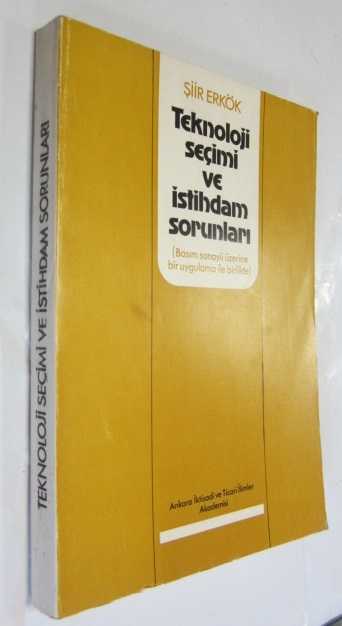 ŞİİR ERKÖK
Teknoloji
seçimi
ve
istihdam
sorunları
(Basım sanayii üzerine
bir uygulama ile birlikte)
Ankara İktisadi ve Ticari İlimler
Akademisi
TEKNOLOJİ SEÇİMİ VE İSTİHDAM SORUNLARI